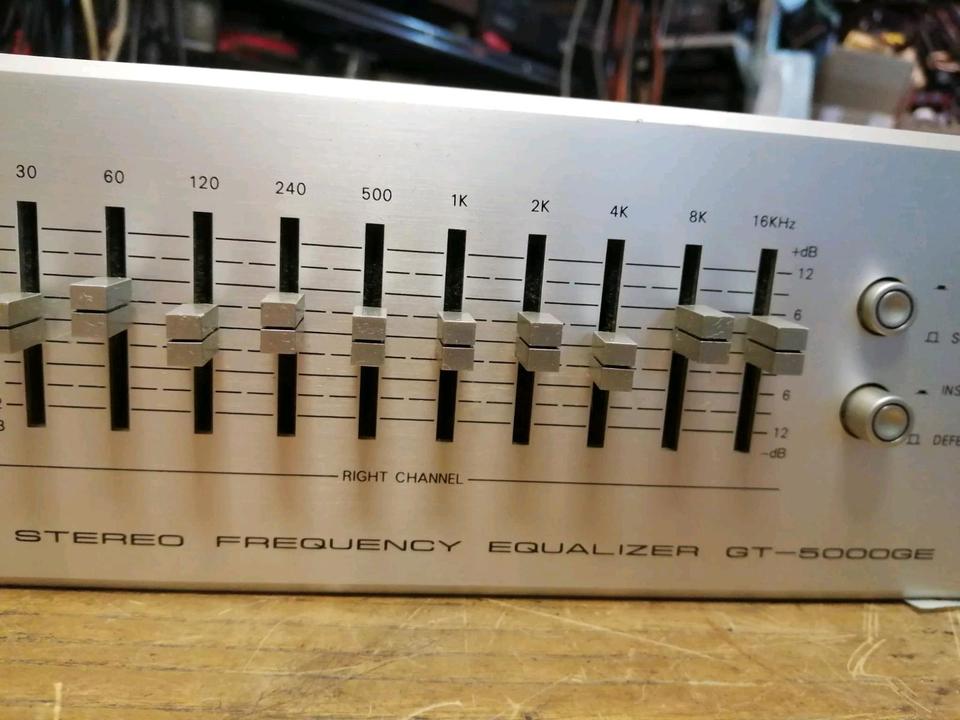 30 60 120 240 500 1K 2K 4K 8K 16KHz
+dB
12
6
6
12
-dB
RIGHT CHANNEL
STEREO FREQUENCY EQUALIZER GT-5000GE